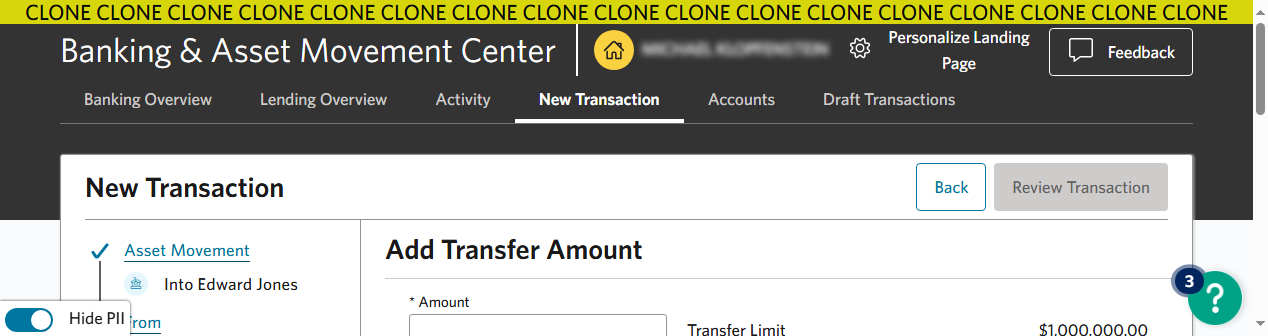 CLONE CLONE CLONE CLONE CLONE CLONE CLONE CLONE CLONE CLONE CLONE CLONE CLONE CLONE CLONE CLONE CLONE
Banking & Asset Movement Center
Personalize Landing
Page
Feedback
Banking Overview Lending Overview Activity New Transaction Accounts Draft Transactions
New Transaction
Back Review Transaction
Asset Movement
Into Edward Jones
Hide PII
From
Add Transfer Amount
* Amount
Transfer Limit $1,000,000.00
3
?